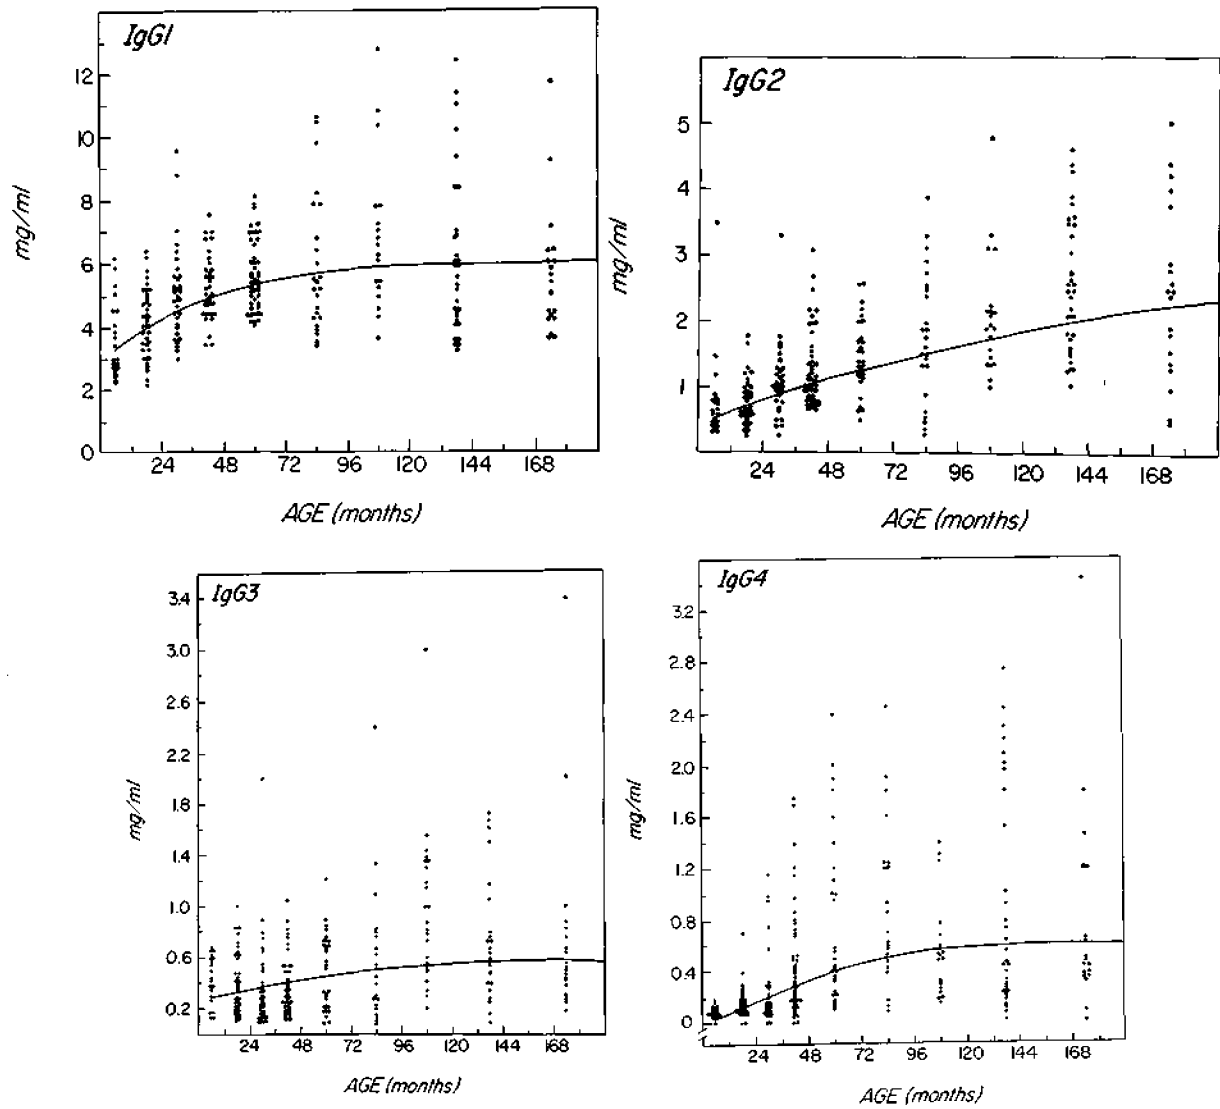 IgG1
mg/ml
12
10
8
6
4
2
0
24 48 72 96 120 144 168
AGE (months)
IgG2
mg/ml
5
4
3
2
1
24 48 72 96 120 144 168
AGE (months)
IgG3
mg/ml
3.4
3.0
2.6
2.2
1.8
1.4
1.0
0.6
0.2
24 48 72 96 120 144 168
AGE (months)
IgG4
mg/ml
3.2
2.8
2.4
2.0
1.6
1.2
0.8
0.4
0
24 48 72 96 120 144 168
AGE (months)